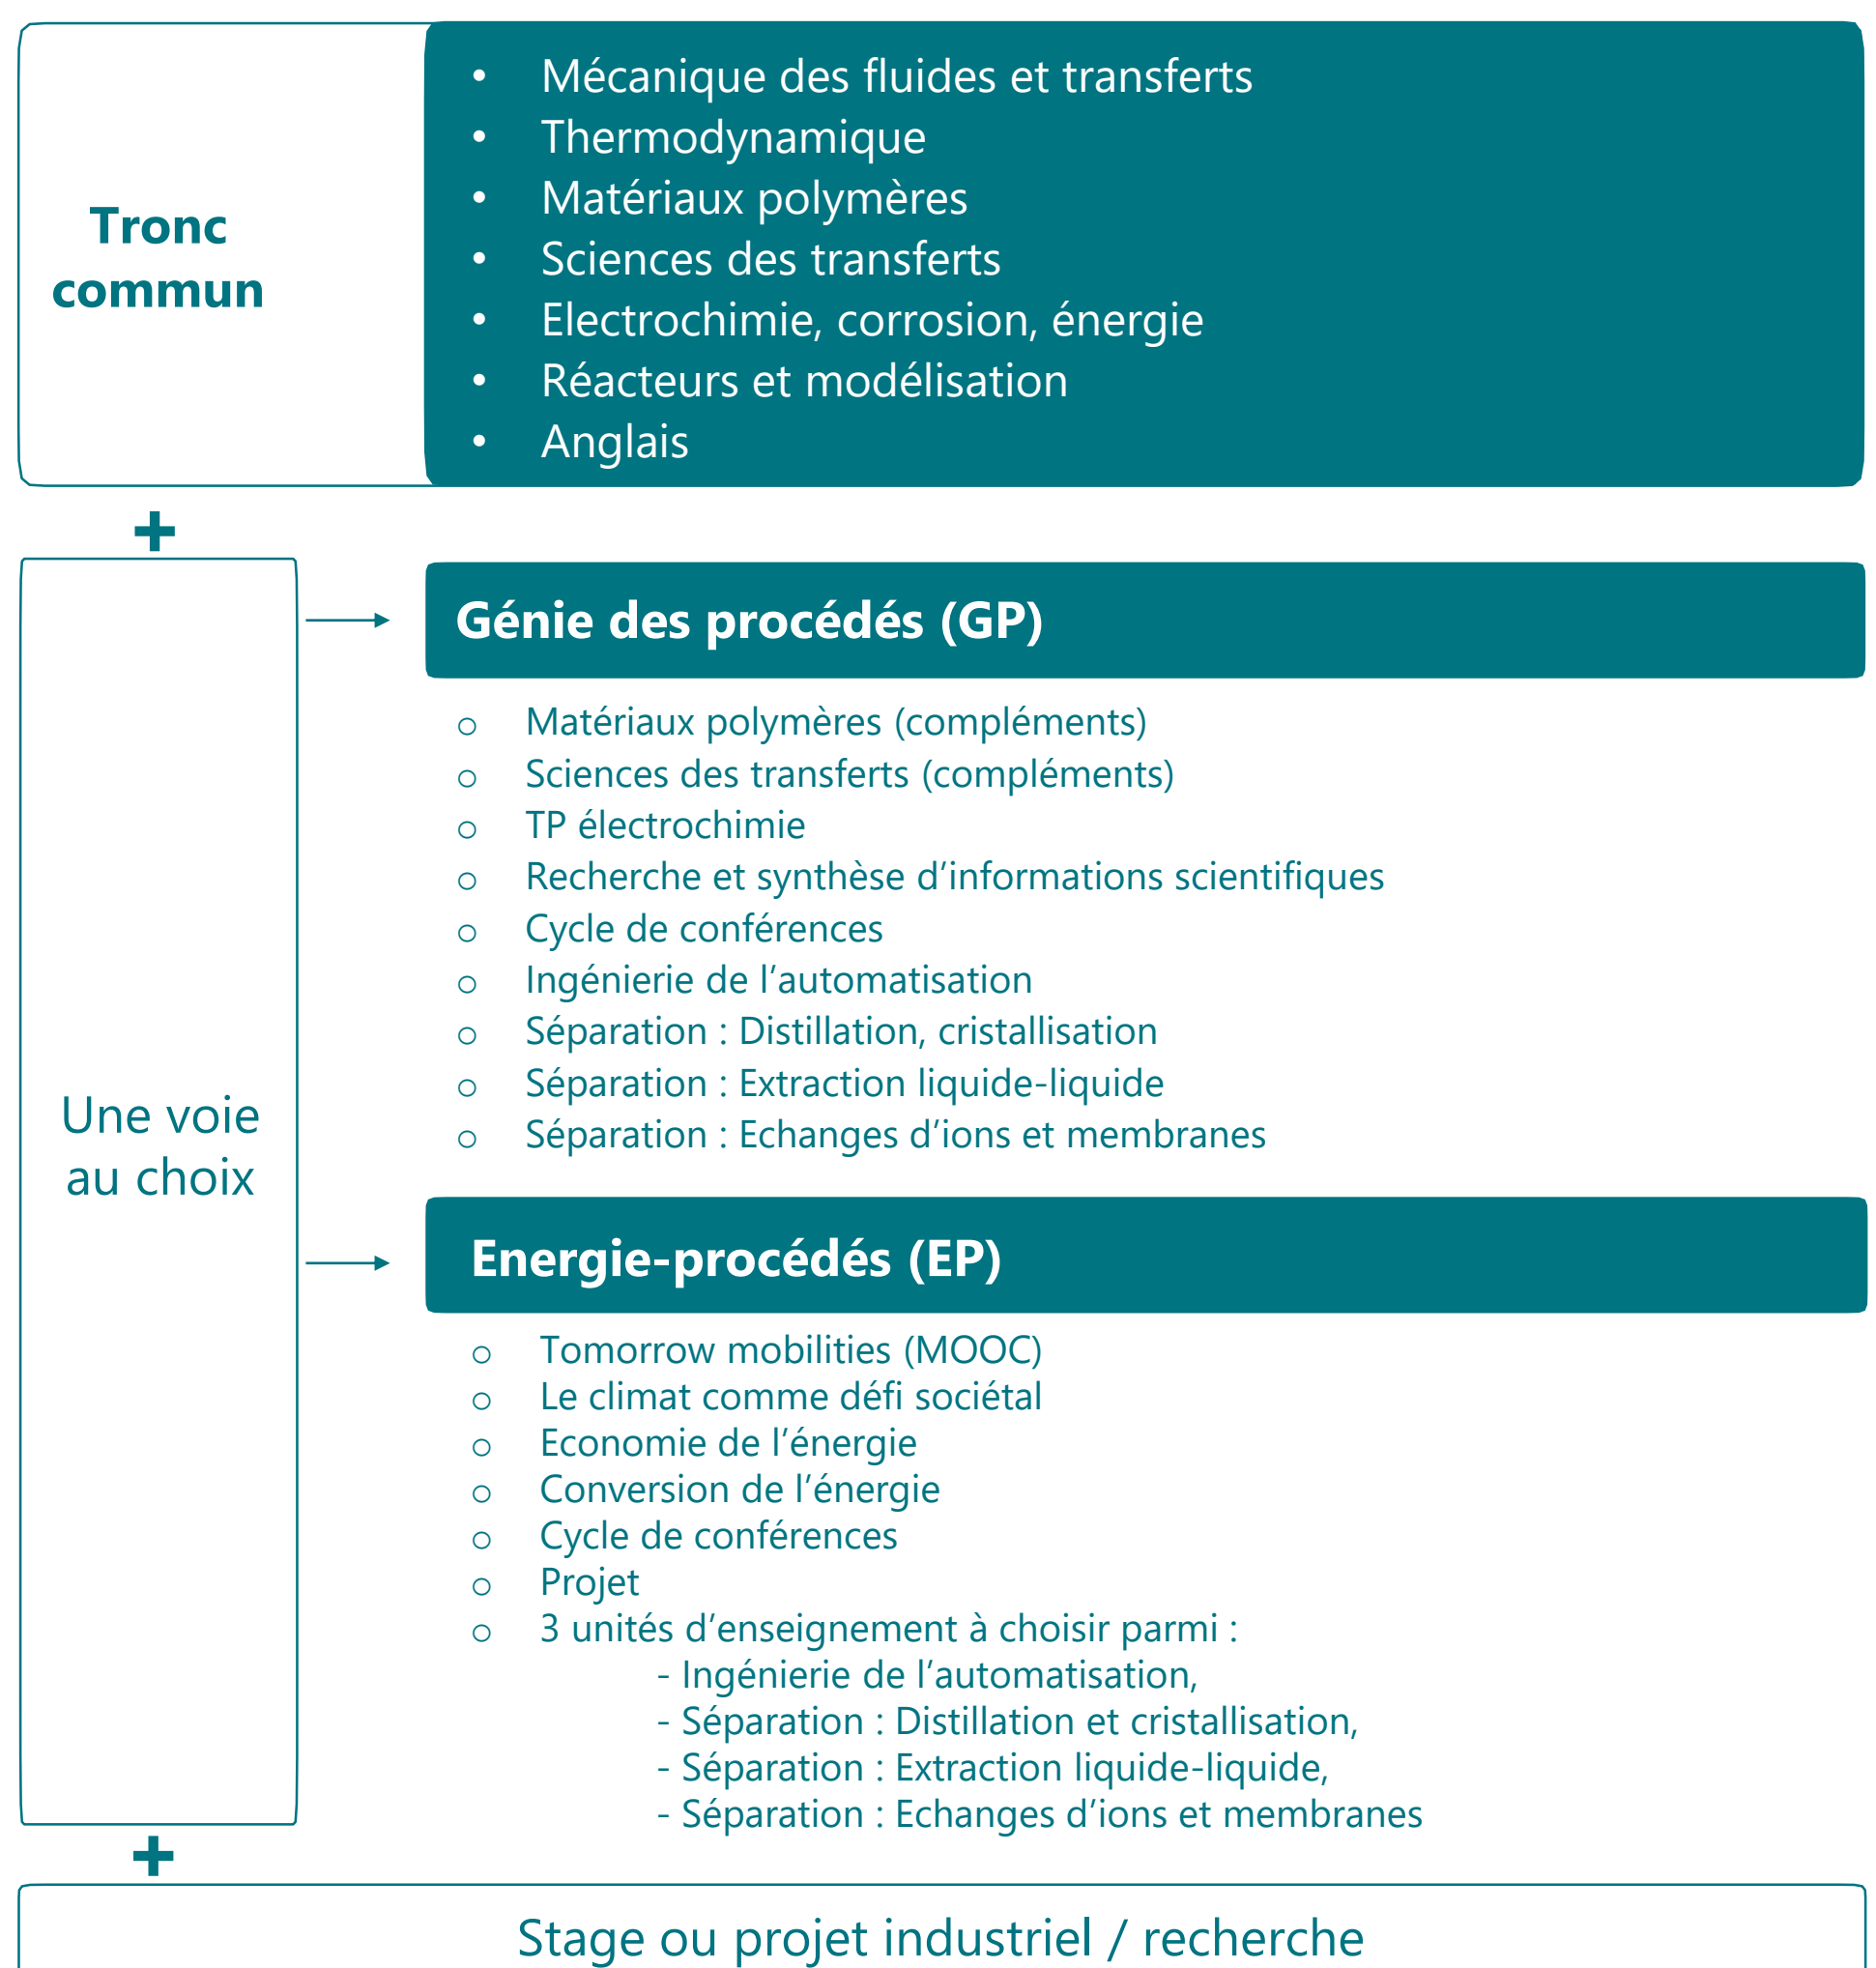 Tronc
commun
• Mécanique des fluides et transferts
• Thermodynamique
• Matériaux polymères
• Sciences des transferts
• Electrochimie, corrosion, énergie
• Réacteurs et modélisation
• Anglais
+
Une voie
au choix
Génie des procédés (GP)
o Matériaux polymères (compléments)
o Sciences des transferts (compléments)
o TP électrochimie
o Recherche et synthèse d’informations scientifiques
o Cycle de conférences
o Ingénierie de l’automatisation
o Séparation : Distillation, cristallisation
o Séparation : Extraction liquide-liquide
o Séparation : Echanges d’ions et membranes
Energie-procédés (EP)
o Tomorrow mobilities (MOOC)
o Le climat comme défi sociétal
o Economie de l’énergie
o Conversion de l’énergie
o Cycle de conférences
o Projet
o 3 unités d’enseignement à choisir parmi :
- Ingénierie de l’automatisation,
- Séparation : Distillation et cristallisation,
- Séparation : Extraction liquide-liquide,
- Séparation : Echanges d’ions et membranes
+
Stage ou projet industriel / recherche